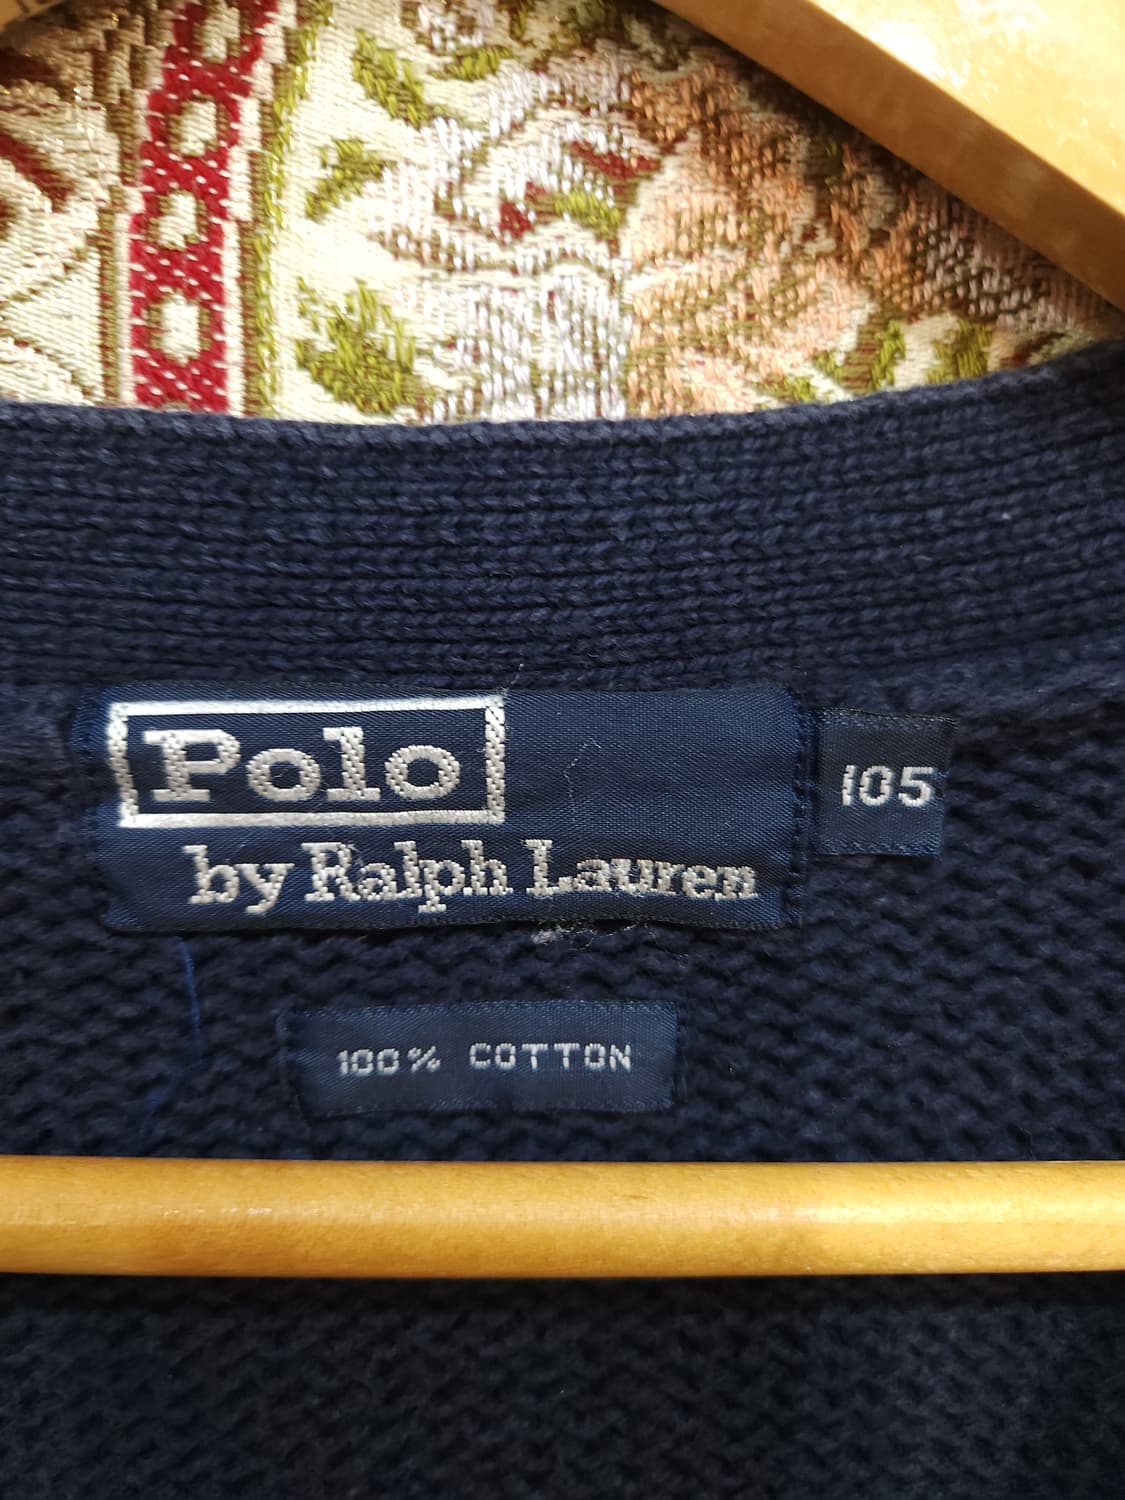 Polo
by Ralph Lauren
105
100% COTTON